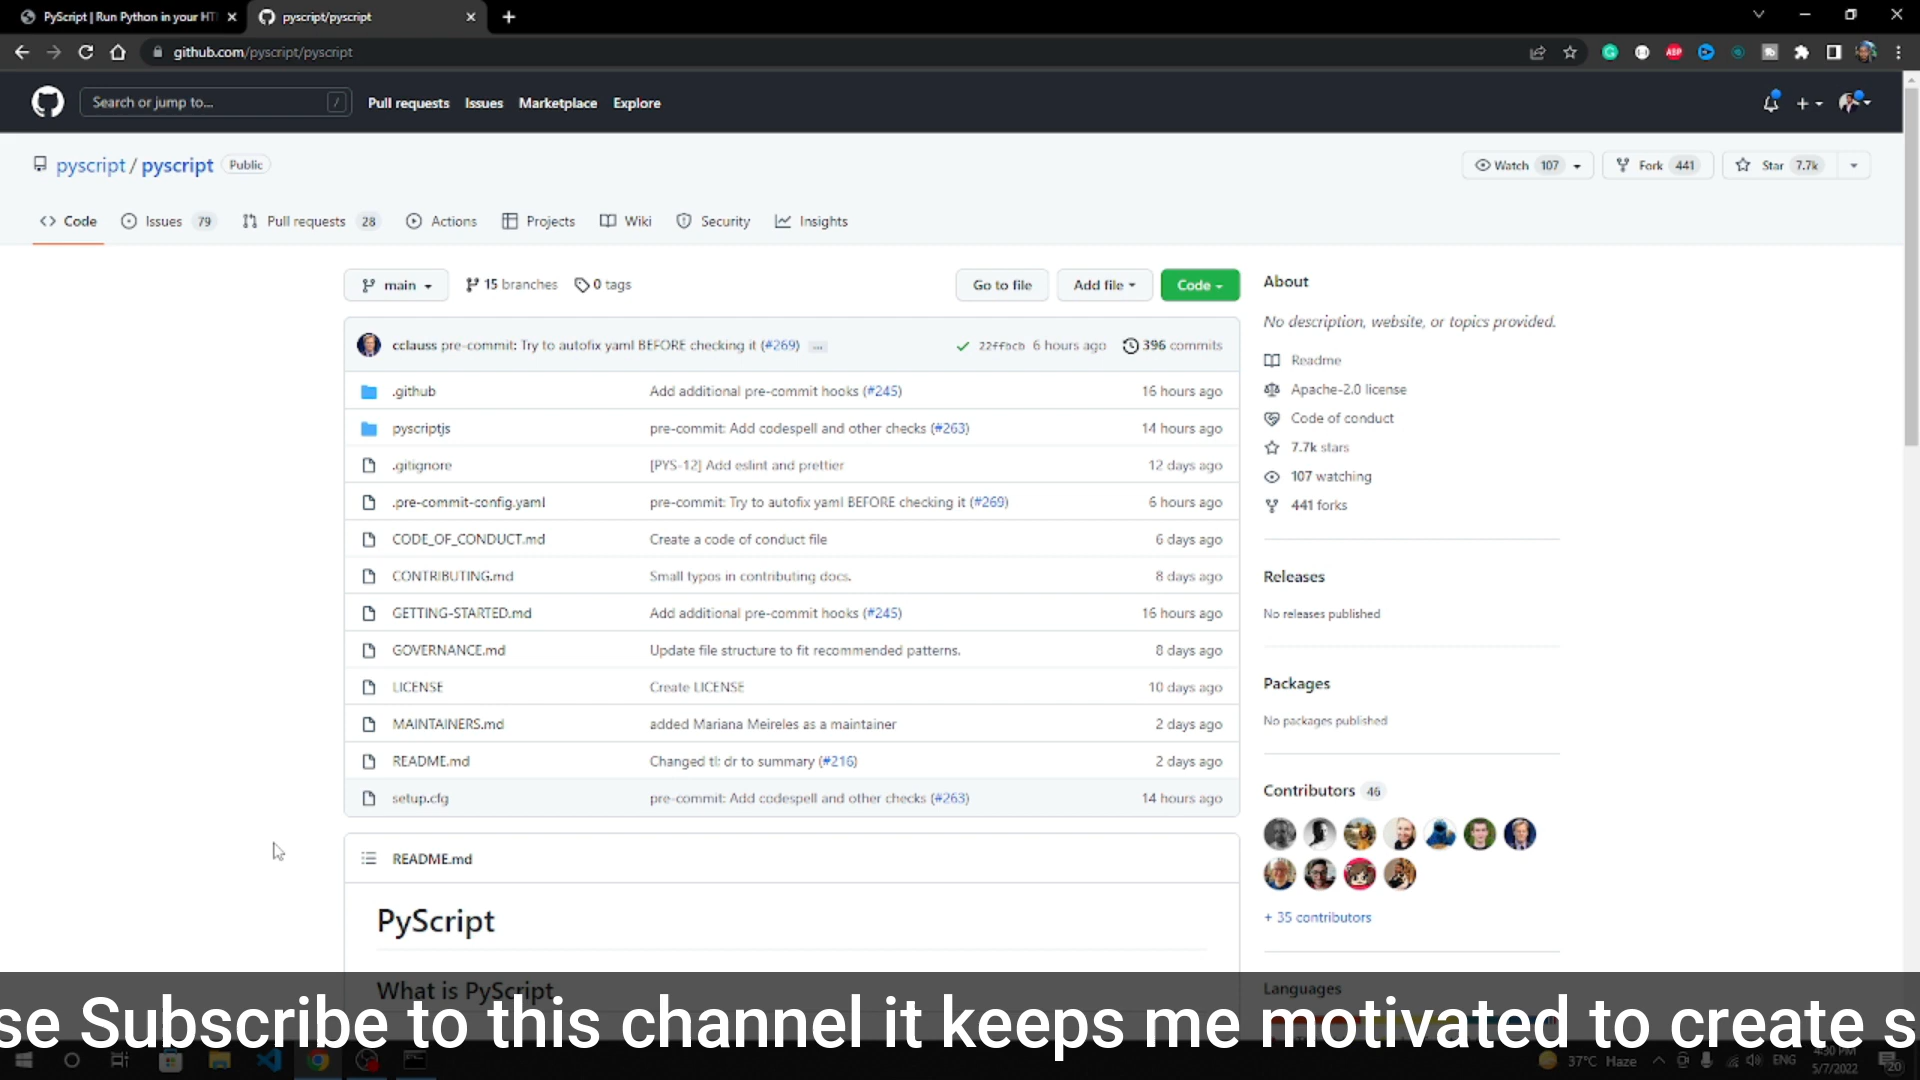 PyScript | Run Python in your HT
pyscript/pyscript
github.com/pyscript/pyscript
ABP
Search or jump to... /
Pull requests Issues Marketplace Explore
pyscript / pyscript Public
Watch 107 Fork 441 Star 7.7k
Code Issues 79 Pull requests 28 Actions Projects Wiki Security Insights
main 15 branches 0 tags Go to file Add file Code
cclauss pre-commit: Try to autofix yaml BEFORE checking it (#269) ... 22ffbcb 6 hours ago 396 commits
.github Add additional pre-commit hooks (#245) 16 hours ago
pyscriptjs pre-commit: Add codespell and other checks (#263) 14 hours ago
.gitignore [PYS-12] Add eslint and prettier 12 days ago
.pre-commit-config.yaml pre-commit: Try to autofix yaml BEFORE checking it (#269) 6 hours ago
CODE_OF_CONDUCT.md Create a code of conduct file 6 days ago
CONTRIBUTING.md Small typos in contributing docs. 8 days ago
GETTING-STARTED.md Add additional pre-commit hooks (#245) 16 hours ago
GOVERNANCE.md Update file structure to fit recommended patterns. 8 days ago
LICENSE Create LICENSE 10 days ago
MAINTAINERS.md added Mariana Meireles as a maintainer 2 days ago
README.md Changed tl; dr to summary (#216) 2 days ago
setup.cfg pre-commit: Add codespell and other checks (#263) 14 hours ago
README.md
PyScript
What is PyScript
About
No description, website, or topics provided.
Readme
Apache-2.0 license
Code of conduct
7.7k stars
107 watching
441 forks
Releases
No releases published
Packages
No packages published
Contributors 46
+ 35 contributors
Languages
se Subscribe to this channel it keeps me motivated to create s
37°C Haze ENG 4:30 PM
5/7/2022
20